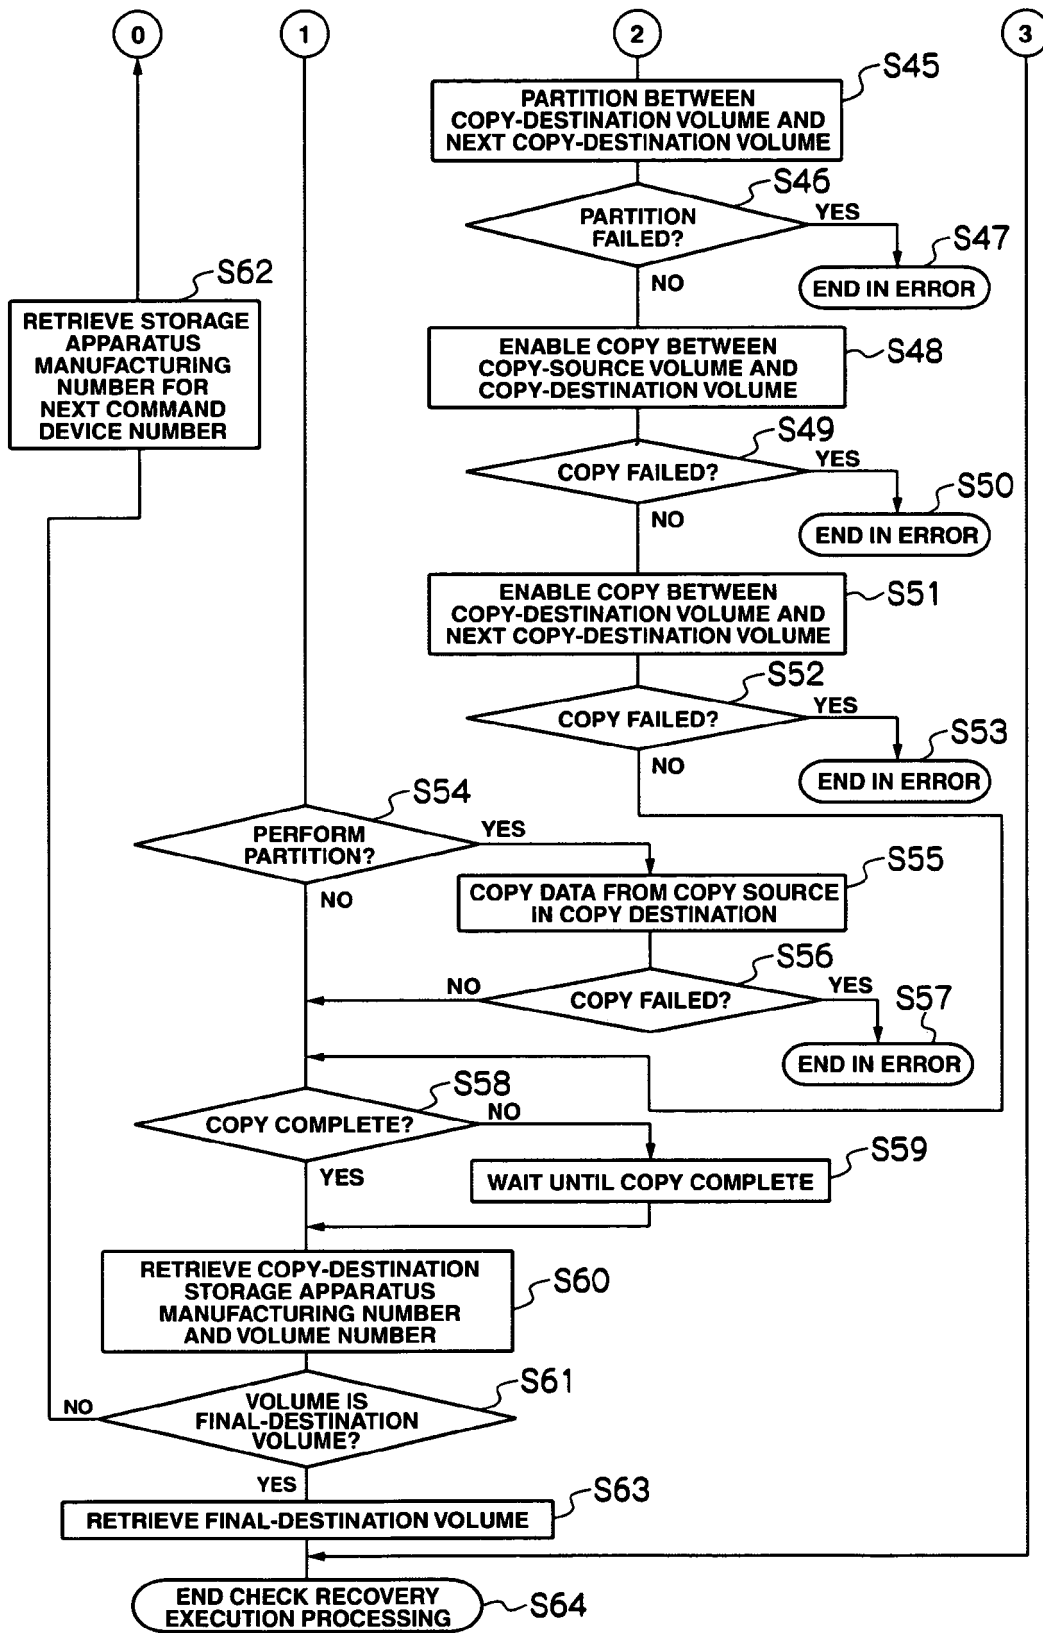 0
1
2
3
S45
PARTITION BETWEEN
COPY-DESTINATION VOLUME AND
NEXT COPY-DESTINATION VOLUME
S46
PARTITION
FAILED?
YES
NO
S47
END IN ERROR
S62
RETRIEVE STORAGE
APPARATUS
MANUFACTURING
NUMBER FOR
NEXT COMMAND
DEVICE NUMBER
S48
ENABLE COPY BETWEEN
COPY-SOURCE VOLUME AND
COPY-DESTINATION VOLUME
S49
COPY FAILED?
YES
NO
S50
END IN ERROR
S51
ENABLE COPY BETWEEN
COPY-DESTINATION VOLUME AND
NEXT COPY-DESTINATION VOLUME
S52
COPY FAILED?
YES
NO
S53
END IN ERROR
S54
PERFORM
PARTITION?
YES
NO
S55
COPY DATA FROM COPY SOURCE
IN COPY DESTINATION
S56
COPY FAILED?
NO
YES
S57
END IN ERROR
S58
COPY COMPLETE?
NO
YES
S59
WAIT UNTIL COPY COMPLETE
S60
RETRIEVE COPY-DESTINATION
STORAGE APPARATUS
MANUFACTURING NUMBER
AND VOLUME NUMBER
S61
VOLUME IS
FINAL-DESTINATION
VOLUME?
NO
YES
S63
RETRIEVE FINAL-DESTINATION VOLUME
END CHECK RECOVERY
EXECUTION PROCESSING
S64